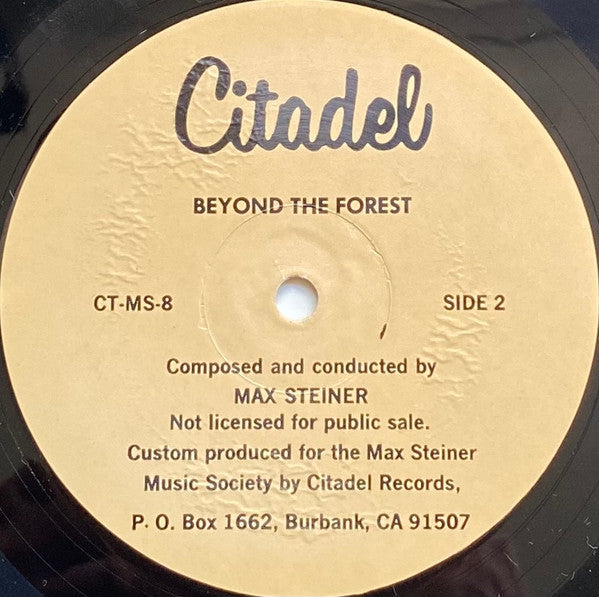 Citadel
BEYOND THE FOREST
CT-MS-8 SIDE 2
Composed and conducted by
MAX STEINER
Not licensed for public sale.
Custom produced for the Max Steiner
Music Society by Citadel Records,
P. O. Box 1662, Burbank, CA 91507